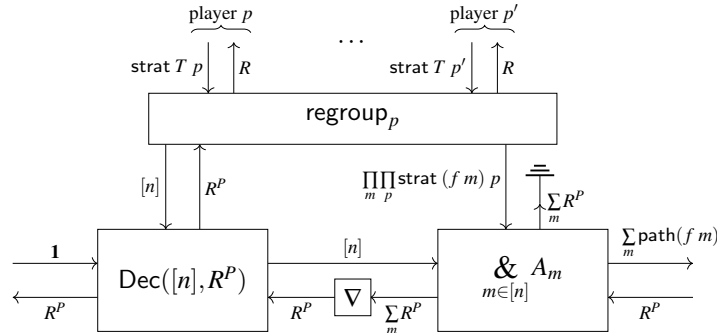 player p
player p′
...
strat T p
R
strat T p′
R
regroup_p
[n]
R^P
∏_m ∏_p strat (f m) p
∑_m R^P
1
[n]
∑_m path(f m)
Dec([n], R^P)
&_{m∈[n]} A_m
R^P
R^P
∇
∑_m R^P
R^P